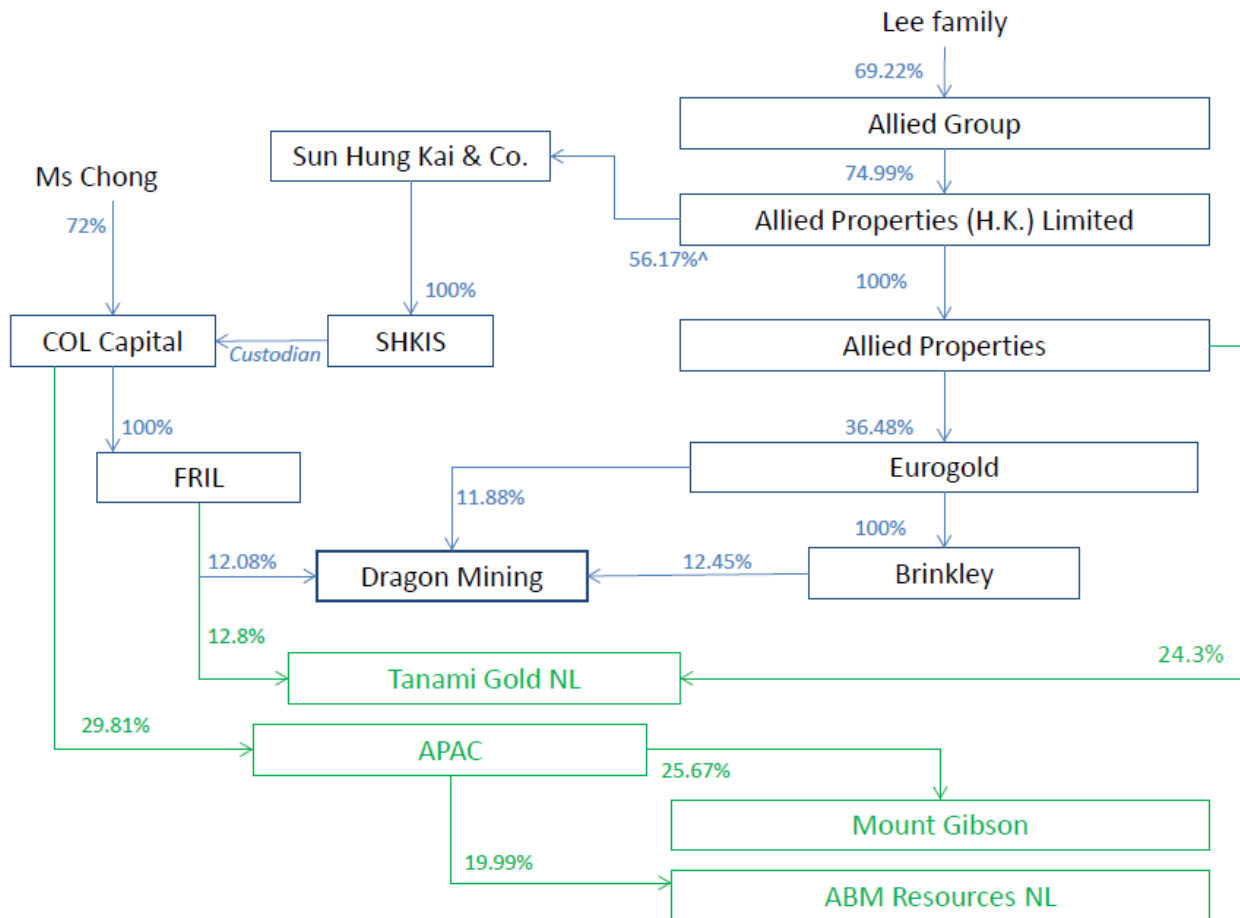 Lee family
69.22%
Allied Group
Sun Hung Kai & Co.
Ms Chong
74.99%
Allied Properties (H.K.) Limited
72%
56.17%^
100%
100%
COL Capital
Custodian
SHKIS
Allied Properties
100%
36.48%
FRIL
Eurogold
11.88%
100%
12.08%
Dragon Mining
12.45%
Brinkley
12.8%
Tanami Gold NL
24.3%
29.81%
APAC
25.67%
Mount Gibson
19.99%
ABM Resources NL